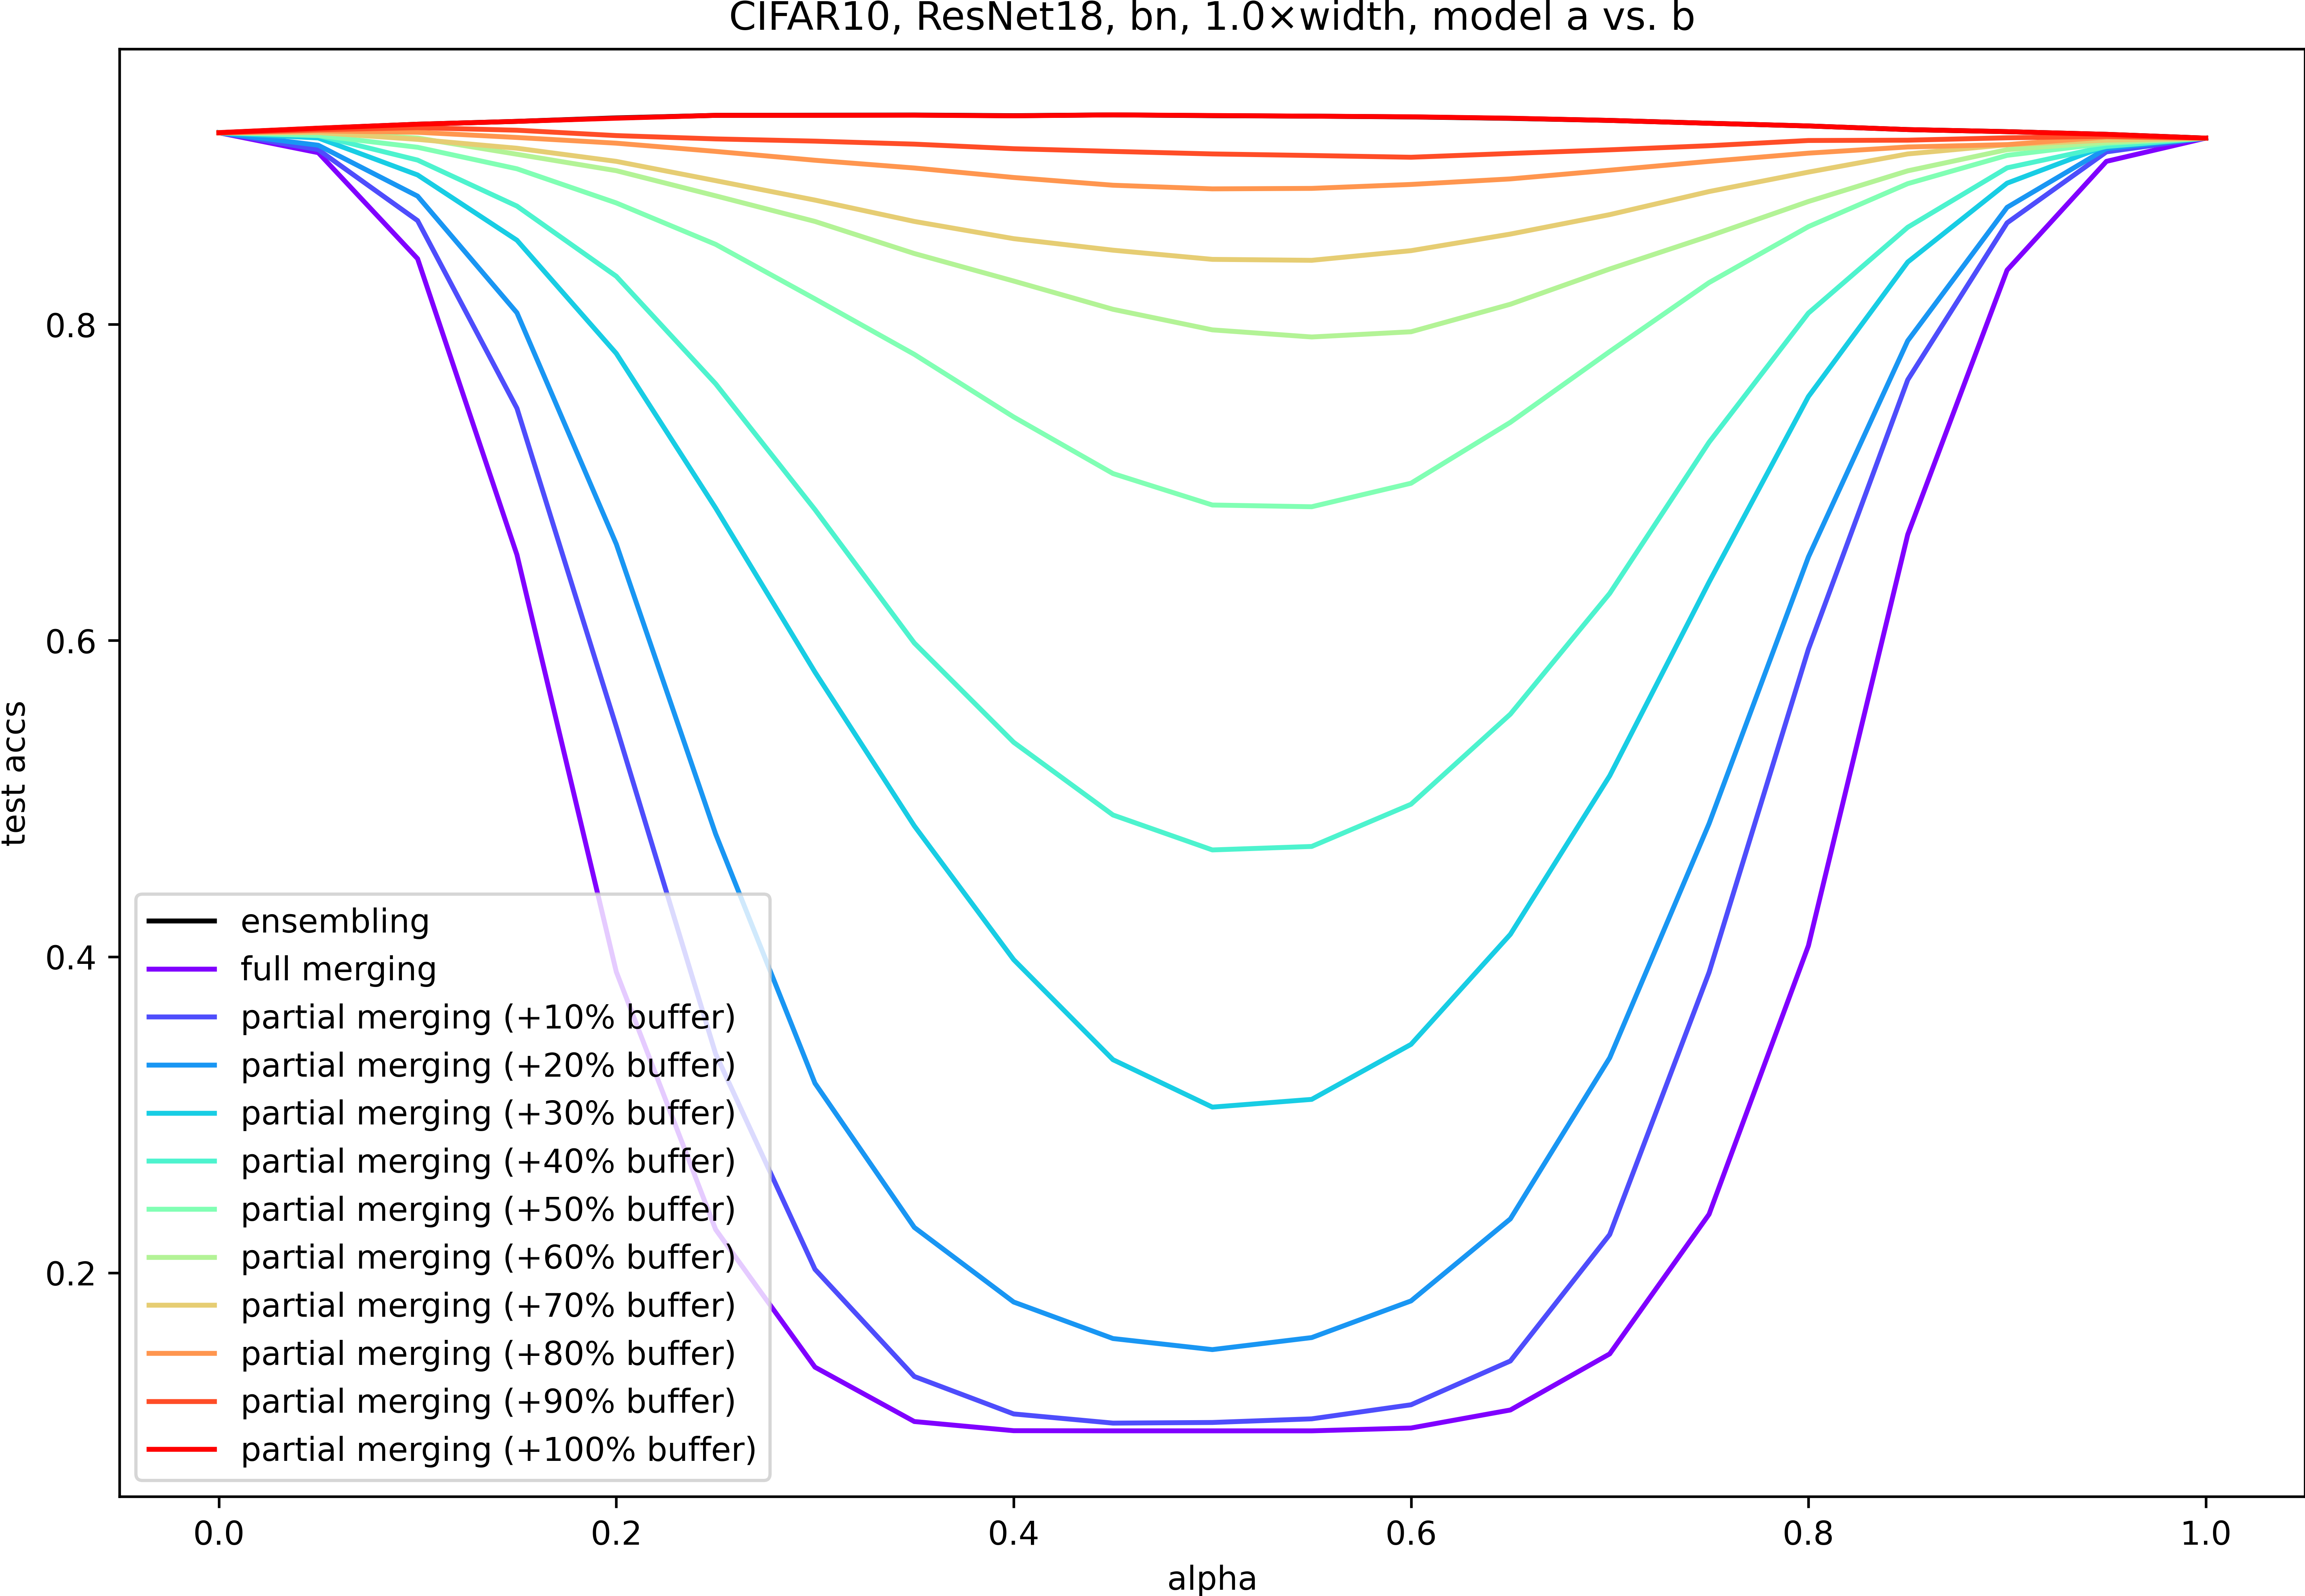 CIFAR10, ResNet18, bn, 1.0×width, model a vs. b
test accs
0.8
0.6
0.4
0.2
ensembling
full merging
partial merging (+10% buffer)
partial merging (+20% buffer)
partial merging (+30% buffer)
partial merging (+40% buffer)
partial merging (+50% buffer)
partial merging (+60% buffer)
partial merging (+70% buffer)
partial merging (+80% buffer)
partial merging (+90% buffer)
partial merging (+100% buffer)
0.0 0.2 0.4 0.6 0.8 1.0
alpha